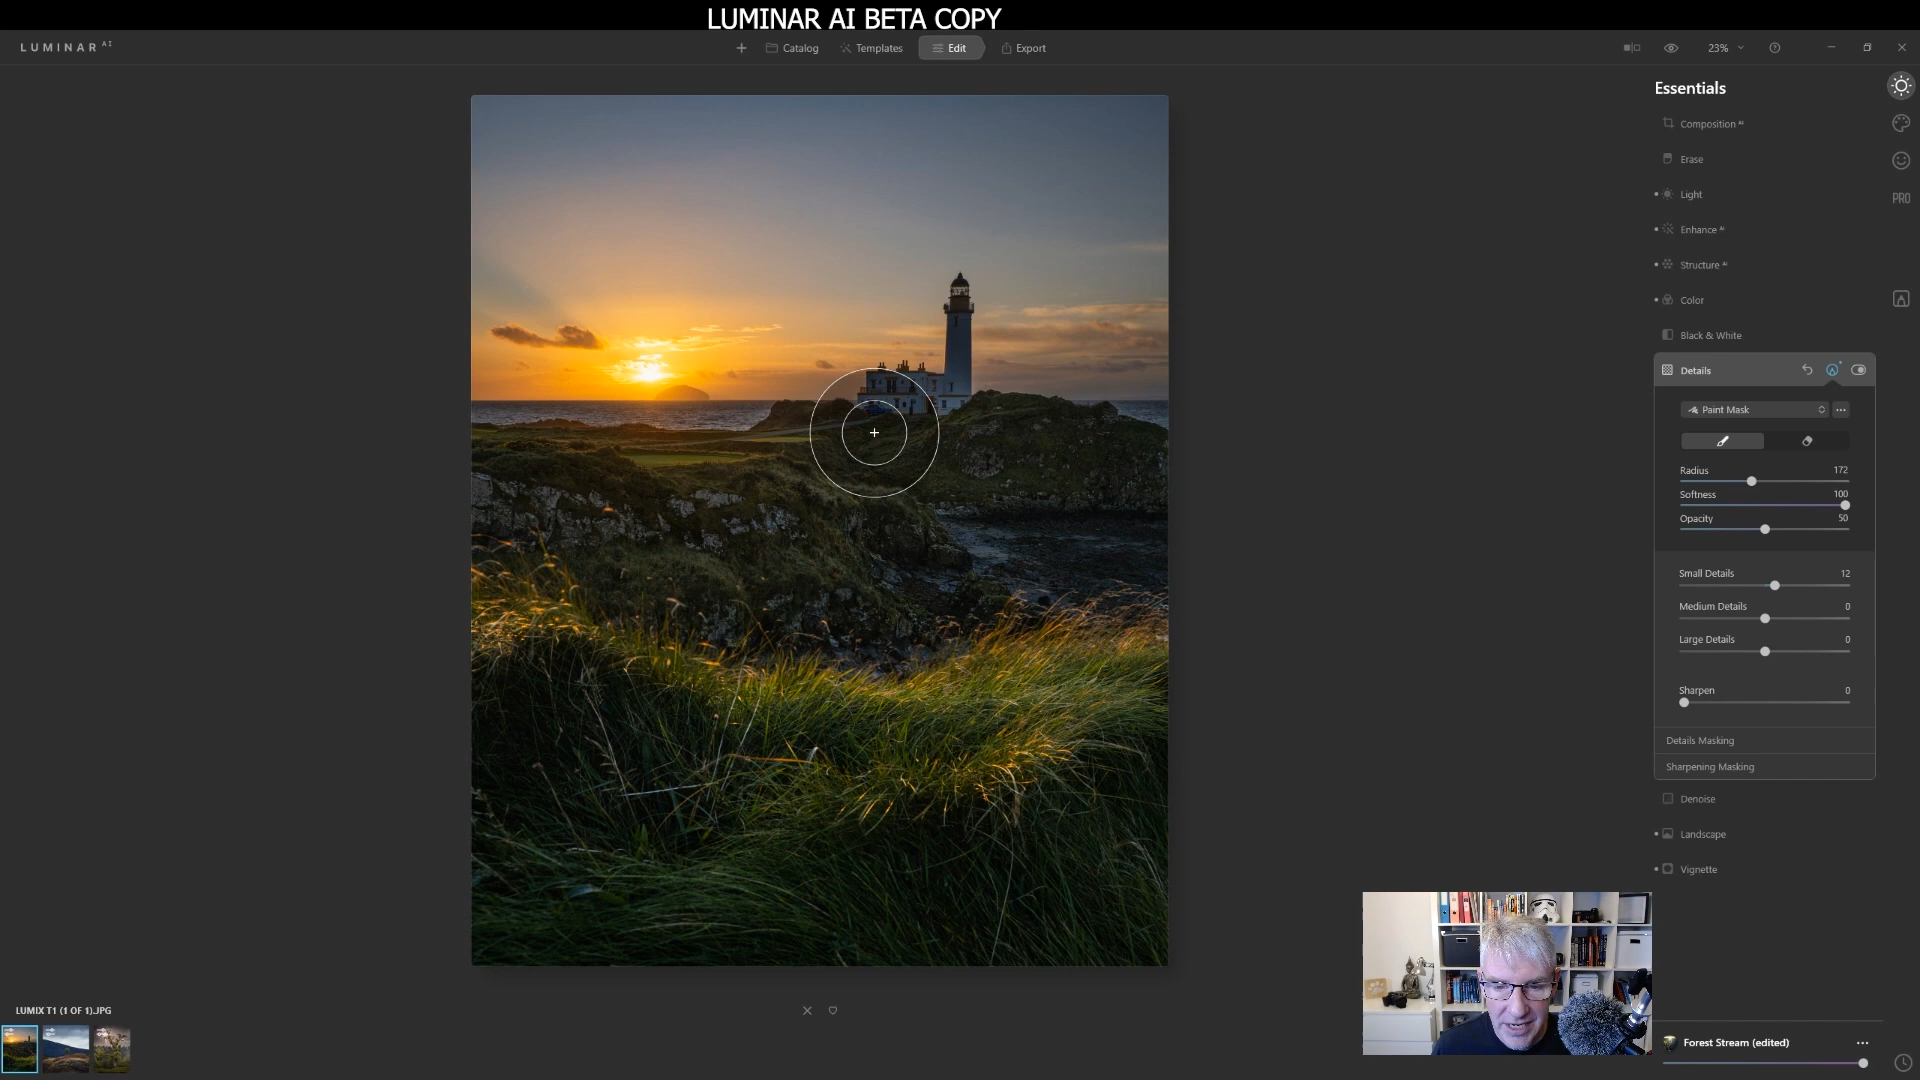 LUMINAR AI BETA COPY
LUMINAR AI
Catalog
Templates
Edit
Export
23%
Essentials
Composition AI
Erase
Light
Enhance AI
Structure AI
Color
Black & White
PRO
Details
Paint Mask
Radius 172
Softness 100
Opacity 50
Small Details 12
Medium Details 0
Large Details 0
Sharpen 0
Details Masking
Sharpening Masking
Denoise
Landscape
Vignette
LUMIX T1 (1 OF 1).JPG
Forest Stream (edited)